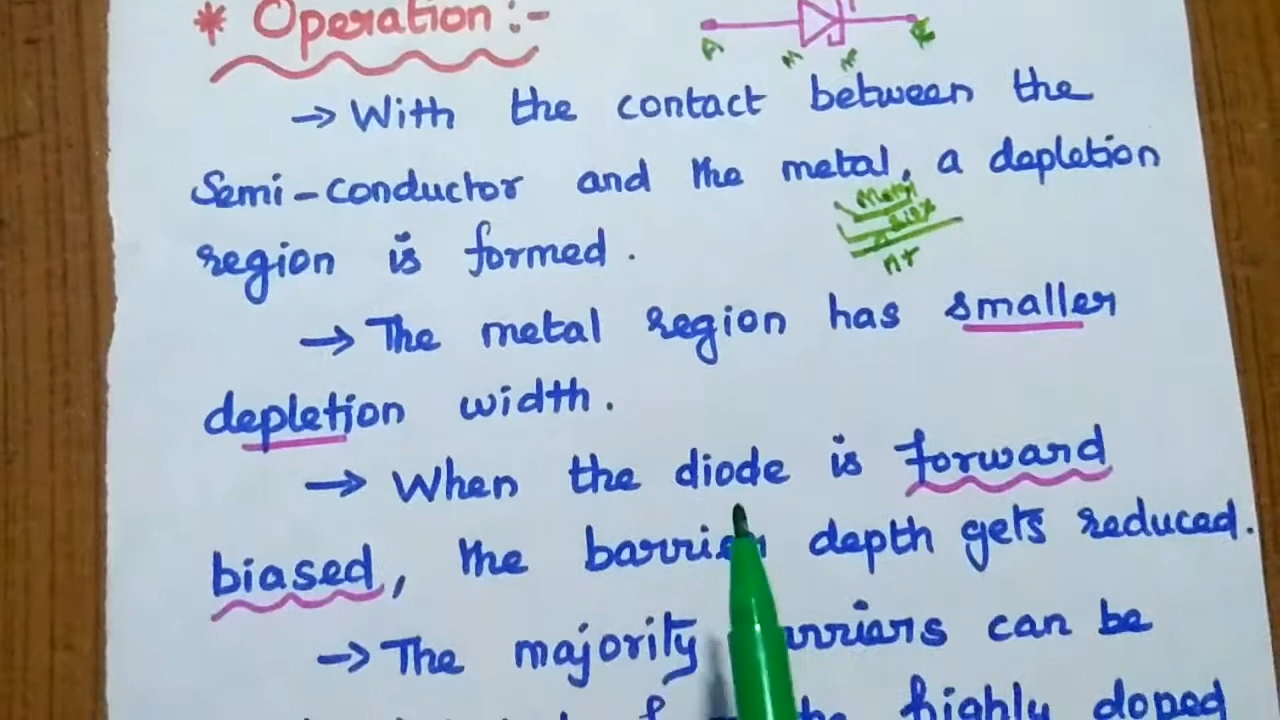 * Operation :-
A M N K
→ With the contact between the
Semi-conductor and the metal, a depletion
Metal
n+
region is formed.
→ The metal region has smaller
depletion width.
→ When the diode is forward
biased, the barrier depth gets reduced.
→ The majority carriers can be
highly doped